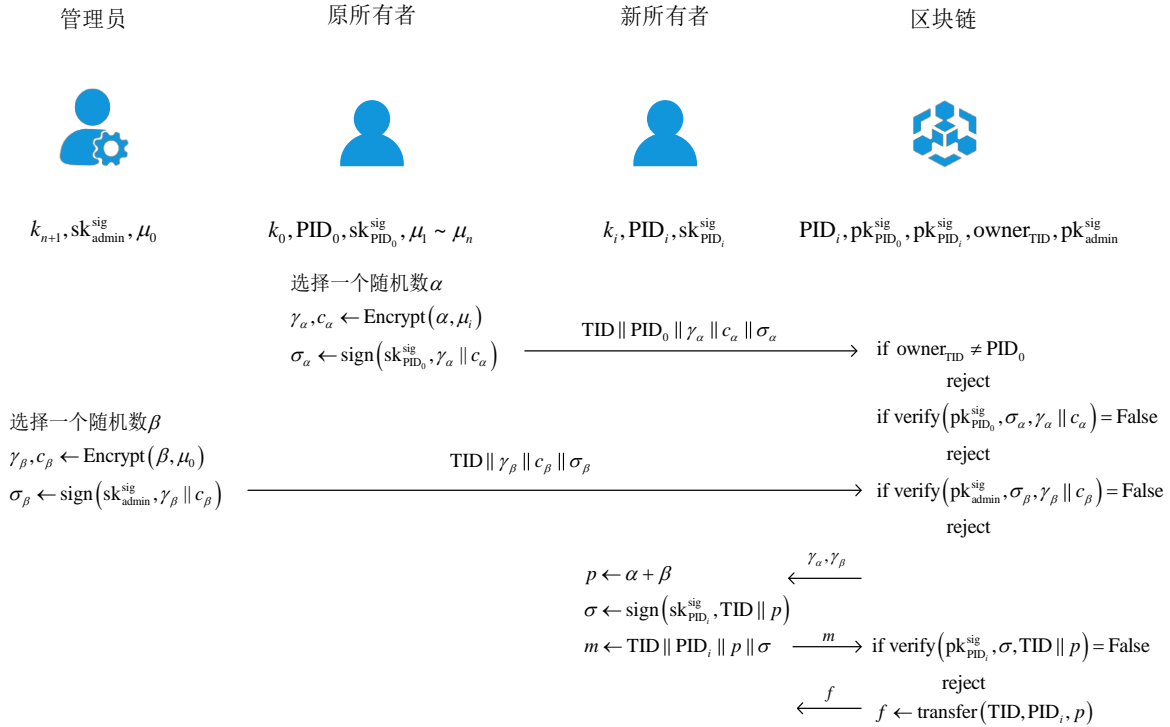 管理员 原所有者 新所有者 区块链
k_{n+1}, sk^{sig}_{admin}, μ_0
k_0, PID_0, sk^{sig}_{PID_0}, μ_1 ~ μ_n
k_i, PID_i, sk^{sig}_{PID_i}
PID_i, pk^{sig}_{PID_0}, pk^{sig}_{PID_i}, owner_{TID}, pk^{sig}_{admin}
选择一个随机数α
γ_α, c_α ← Encrypt(α, μ_i)
σ_α ← sign(sk^{sig}_{PID_0}, γ_α || c_α)
TID || PID_0 || γ_α || c_α || σ_α
if owner_{TID} ≠ PID_0
reject
if verify(pk^{sig}_{PID_0}, σ_α, γ_α || c_α) = False
reject
选择一个随机数β
γ_β, c_β ← Encrypt(β, μ_0)
σ_β ← sign(sk^{sig}_{admin}, γ_β || c_β)
TID || γ_β || c_β || σ_β
if verify(pk^{sig}_{admin}, σ_β, γ_β || c_β) = False
reject
γ_α, γ_β
p ← α + β
σ ← sign(sk^{sig}_{PID_i}, TID || p)
m ← TID || PID_i || p || σ
m
if verify(pk^{sig}_{PID_i}, σ, TID || p) = False
reject
f
f ← transfer(TID, PID_i, p)